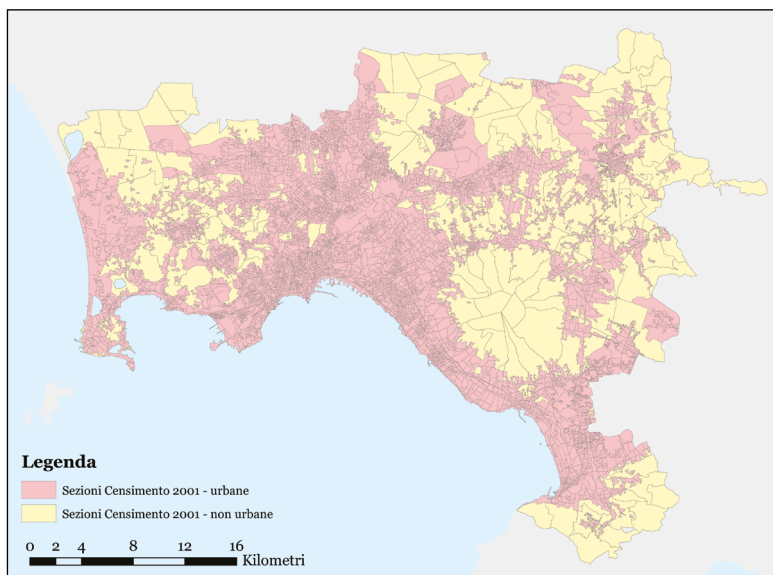 Legenda
Sezioni Censimento 2001 - urbane
Sezioni Censimento 2001 - non urbane
0 2 4 8 12 16
Kilometri